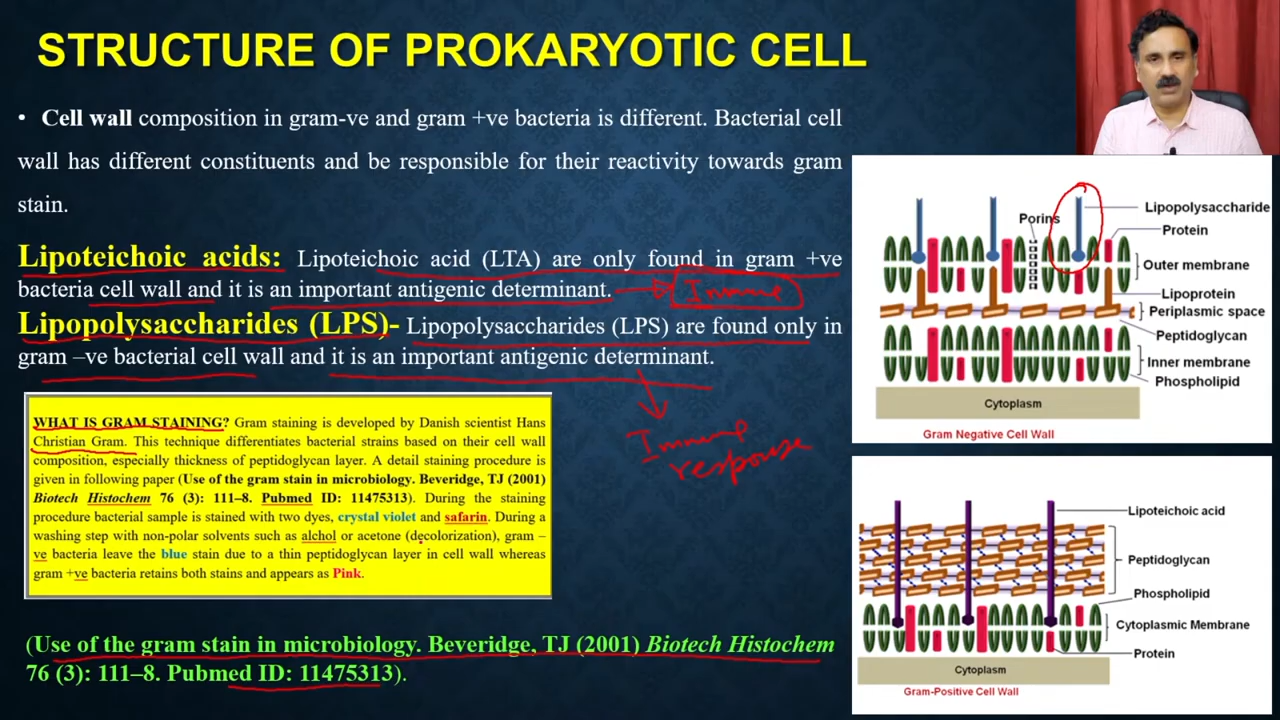 STRUCTURE OF PROKARYOTIC CELL
• Cell wall composition in gram-ve and gram +ve bacteria is different. Bacterial cell
wall has different constituents and be responsible for their reactivity towards gram
stain.
Lipoteichoic acids: Lipoteichoic acid (LTA) are only found in gram +ve
bacteria cell wall and it is an important antigenic determinant.
Immune
Lipopolysaccharides (LPS)- Lipopolysaccharides (LPS) are found only in
gram –ve bacterial cell wall and it is an important antigenic determinant.
Immune
response
WHAT IS GRAM STAINING? Gram staining is developed by Danish scientist Hans
Christian Gram. This technique differentiates bacterial strains based on their cell wall
composition, especially thickness of peptidoglycan layer. A detail staining procedure is
given in following paper (Use of the gram stain in microbiology. Beveridge, TJ (2001)
Biotech Histochem 76 (3): 111–8. Pubmed ID: 11475313). During the staining
procedure bacterial sample is stained with two dyes, crystal violet and safarin. During a
washing step with non-polar solvents such as alchol or acetone (decolorization), gram –
ve bacteria leave the blue stain due to a thin peptidoglycan layer in cell wall whereas
gram +ve bacteria retains both stains and appears as Pink.
(Use of the gram stain in microbiology. Beveridge, TJ (2001) Biotech Histochem
76 (3): 111–8. Pubmed ID: 11475313).
Lipopolysaccharide
Porins
Protein
Outer membrane
Lipoprotein
Periplasmic space
Peptidoglycan
Inner membrane
Phospholipid
Cytoplasm
Gram Negative Cell Wall
Lipoteichoic acid
Peptidoglycan
Phospholipid
Cytoplasmic Membrane
Protein
Cytoplasm
Gram-Positive Cell Wall